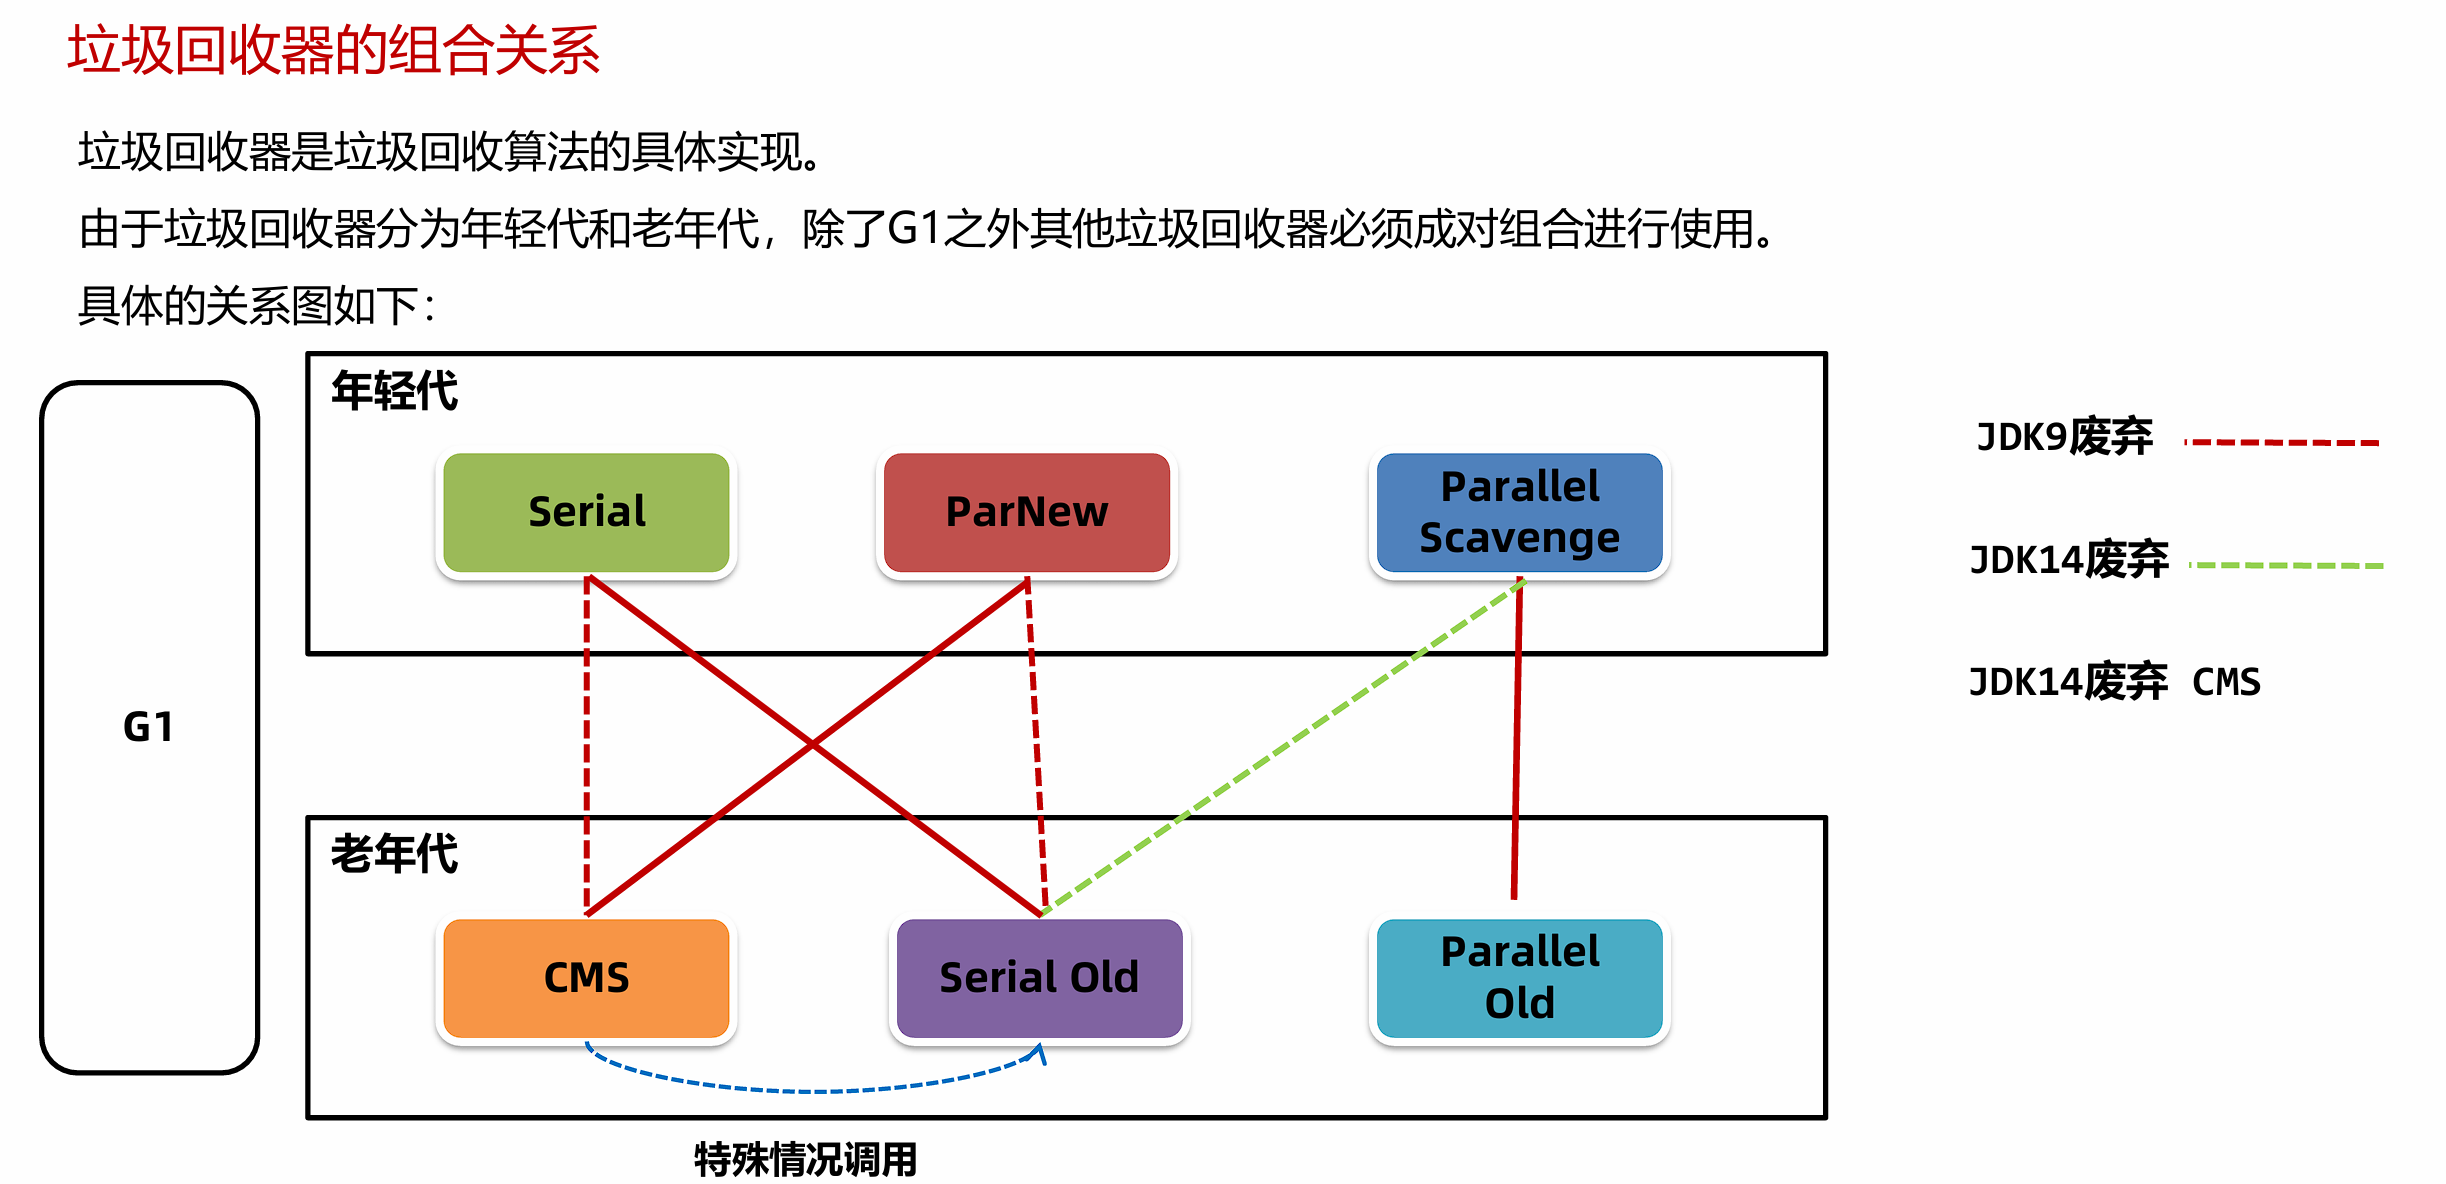 垃圾回收器的组合关系
垃圾回收器是垃圾回收算法的具体实现。
由于垃圾回收器分为年轻代和老年代，除了G1之外其他垃圾回收器必须成对组合进行使用。
具体的关系图如下：
G1
年轻代
Serial
ParNew
Parallel
Scavenge
老年代
CMS
Serial Old
Parallel
Old
特殊情况调用
JDK9废弃
JDK14废弃
JDK14废弃 CMS